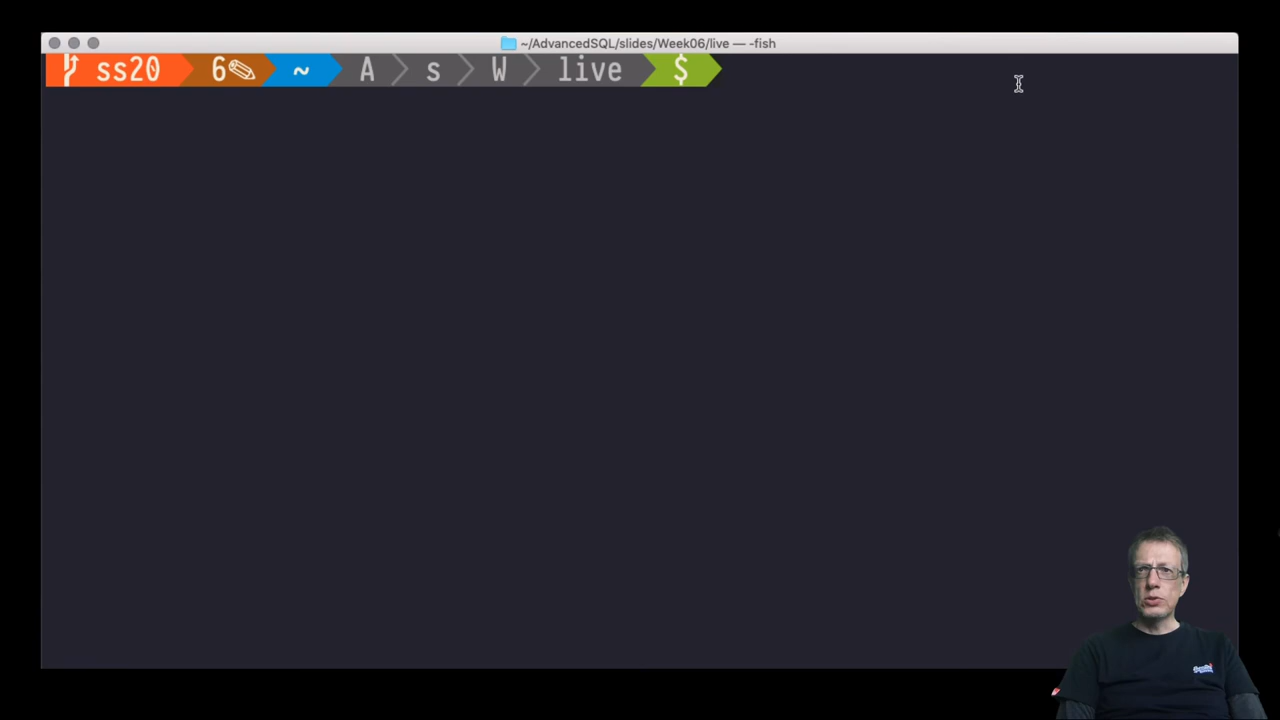 ~/AdvancedSQL/slides/Week06/live — -fish
ss20 6✎ ~ A s W live $